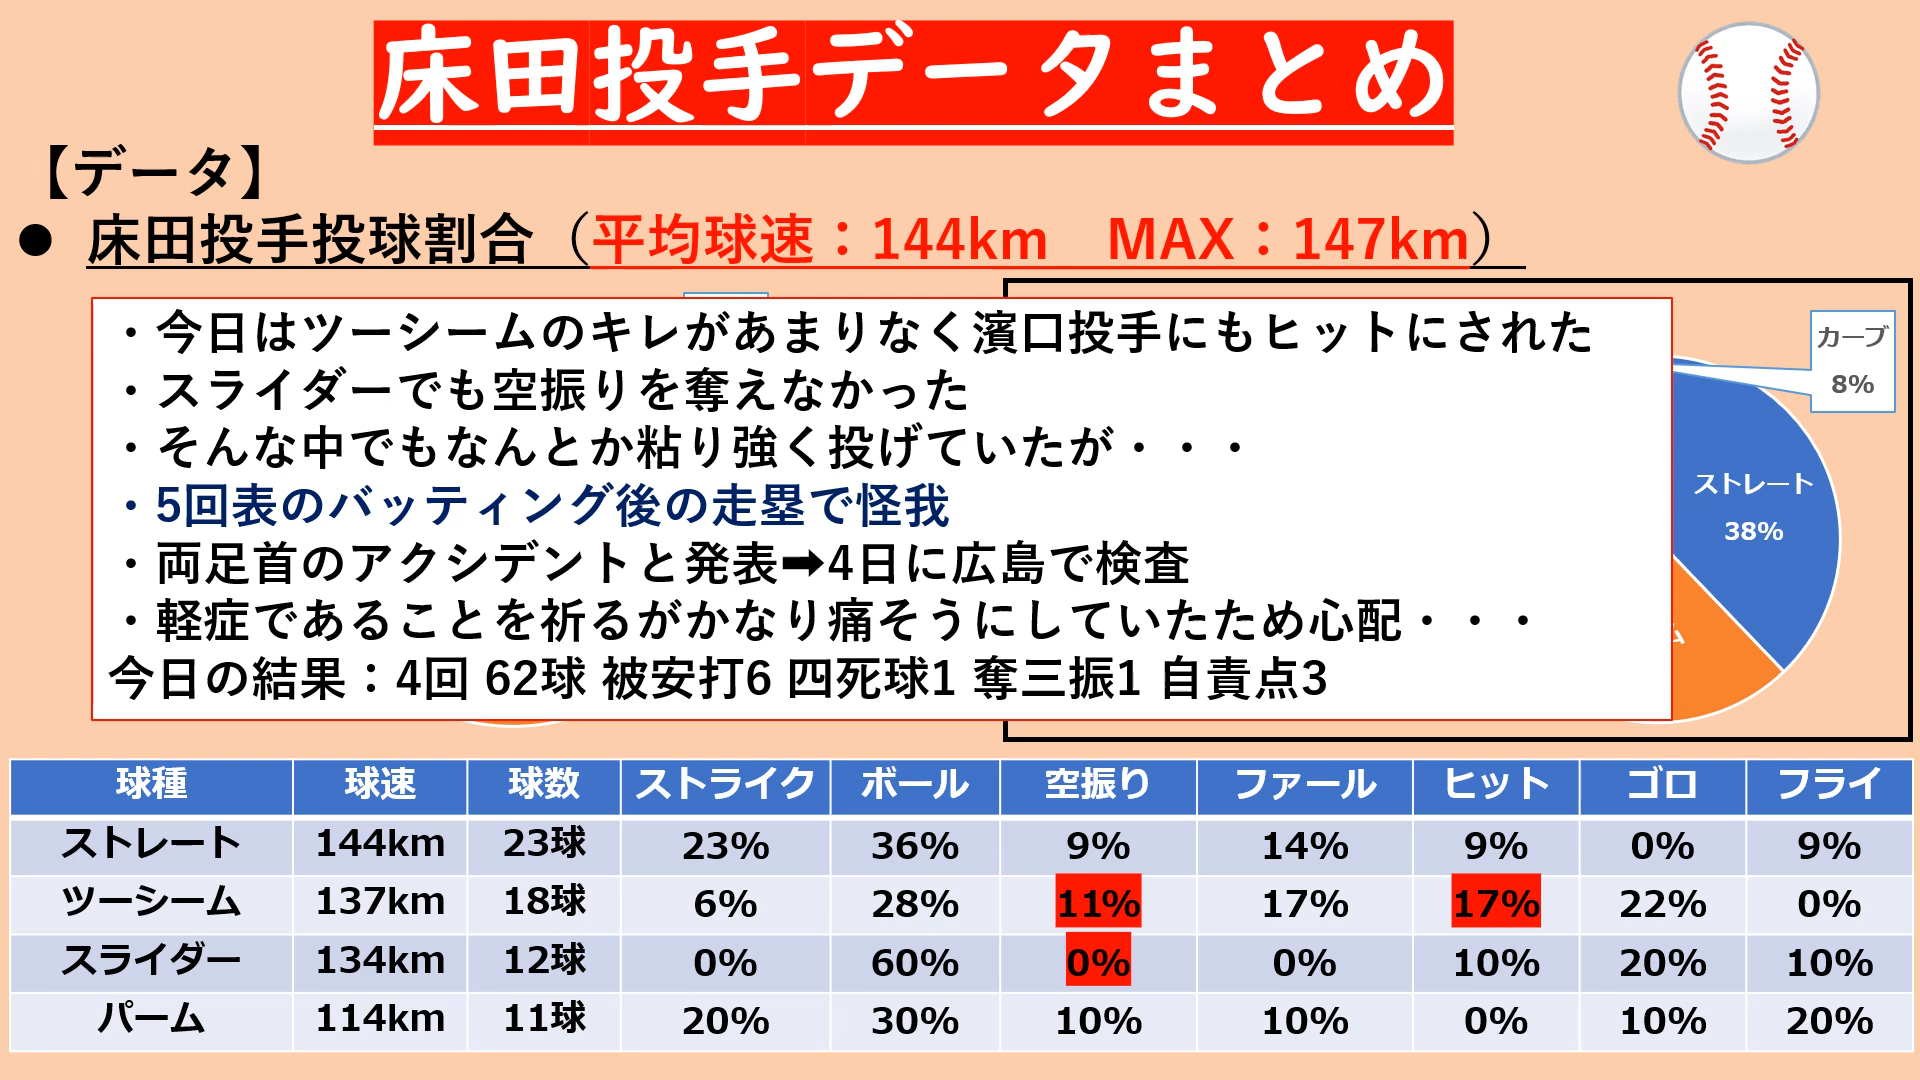 床田投手データまとめ
【データ】
● 床田投手投球割合（平均球速：144km　MAX：147km）
・今日はツーシームのキレがあまりなく濱口投手にもヒットにされた
・スライダーでも空振りを奪えなかった
・そんな中でもなんとか粘り強く投げていたが・・・
・5回表のバッティング後の走塁で怪我
・両足首のアクシデントと発表➡4日に広島で検査
・軽症であることを祈るがかなり痛そうにしていたため心配・・・
今日の結果：4回 62球 被安打6 四死球1 奪三振1 自責点3
カーブ
8%
ストレート
38%
球種 球速 球数 ストライク ボール 空振り ファール ヒット ゴロ フライ
ストレート 144km 23球 23% 36% 9% 14% 9% 0% 9%
ツーシーム 137km 18球 6% 28% 11% 17% 17% 22% 0%
スライダー 134km 12球 0% 60% 0% 0% 10% 20% 10%
パーム 114km 11球 20% 30% 10% 10% 0% 10% 20%